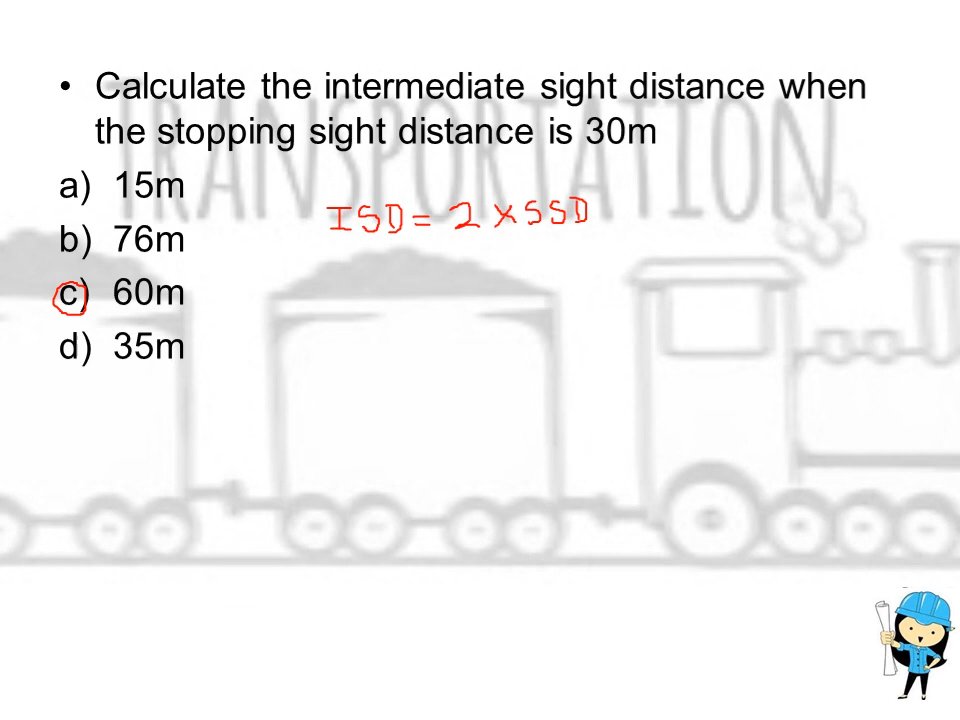 TRANSPORTATION
• Calculate the intermediate sight distance when
the stopping sight distance is 30m
a) 15m
ISD = 2 X SSD
b) 76m
c) 60m
d) 35m